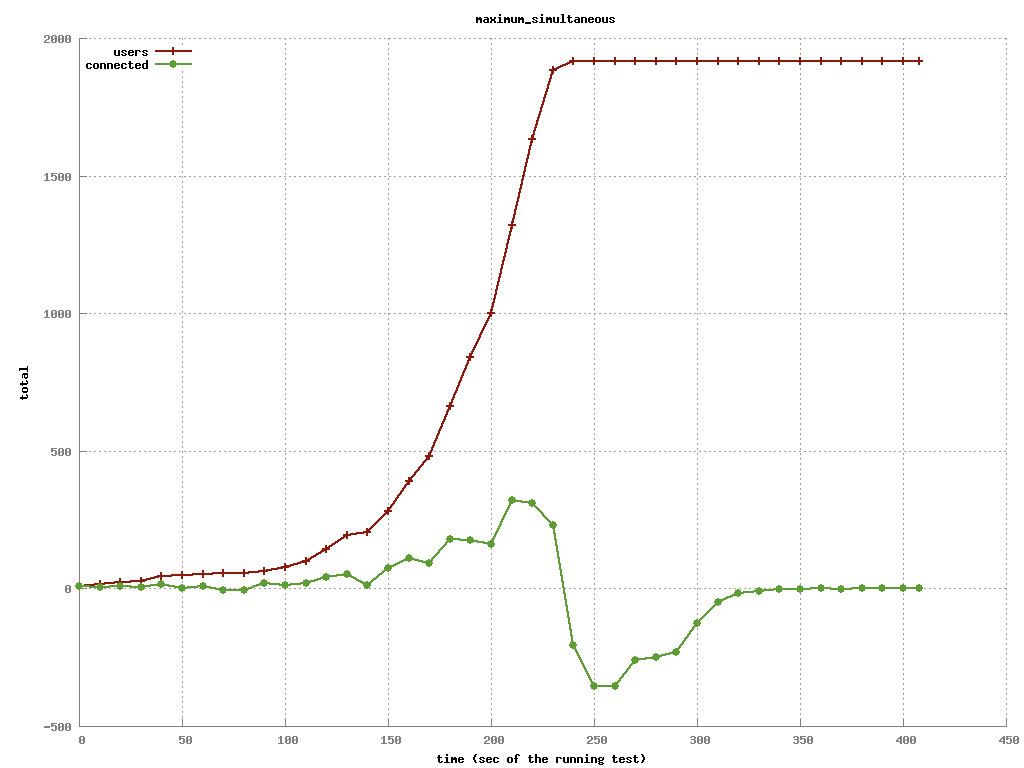 maximum_simultaneous
users
connected
2000
1500
1000
500
0
-500
total
0 50 100 150 200 250 300 350 400 450
time (sec of the running test)